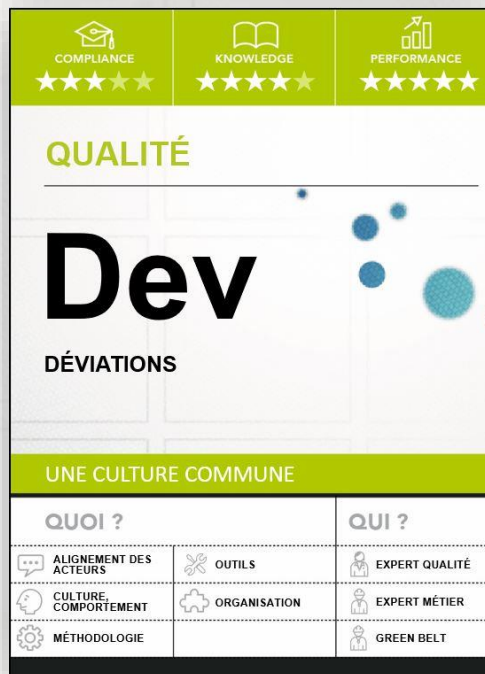 COMPLIANCE
KNOWLEDGE
PERFORMANCE
QUALITÉ
Dev
DÉVIATIONS
UNE CULTURE COMMUNE
QUOI ?
QUI ?
ALIGNEMENT DES
ACTEURS
OUTILS
EXPERT QUALITÉ
CULTURE,
COMPORTEMENT
ORGANISATION
EXPERT MÉTIER
MÉTHODOLOGIE
GREEN BELT